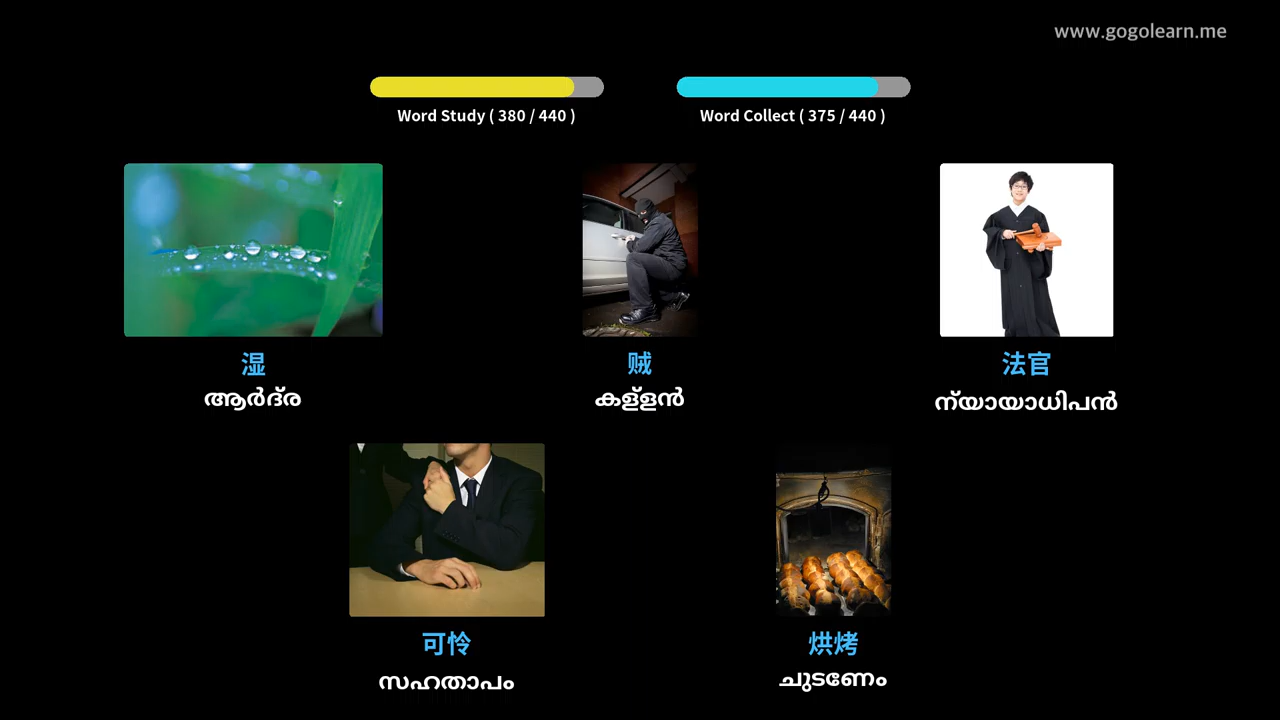 www.gogolearn.me
Word Study ( 380 / 440 )
Word Collect ( 375 / 440 )
湿
ആർദ്ര
贼
കള്ളൻ
法官
ന്യായാധിപൻ
可怜
സഹതാപം
烘烤
ചുടണേം